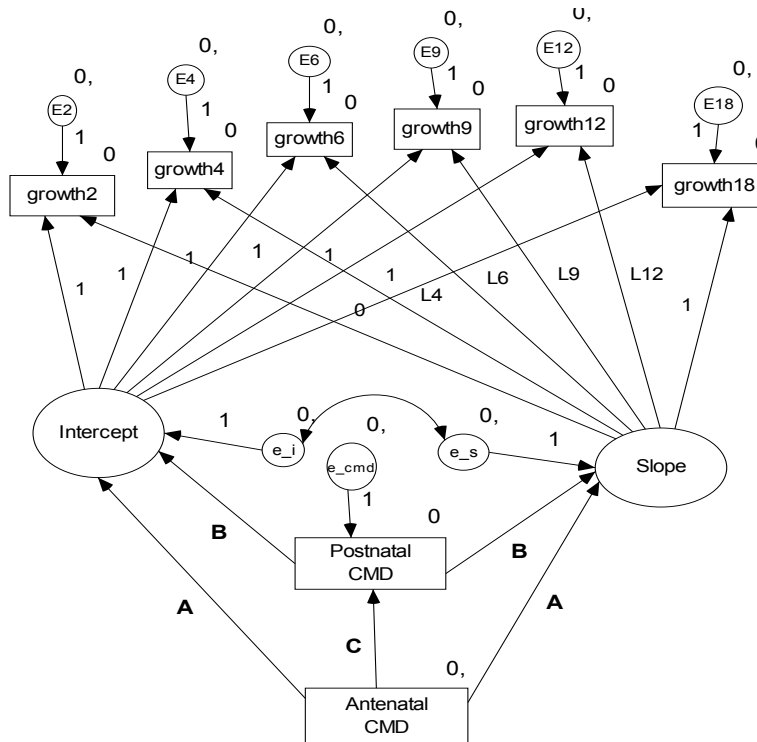 0,
0,
0,
0,
0,
0,
E2
E4
E6
E9
E12
E18
1
1
1
1
1
1
0
0
0
0
0
growth2
growth4
growth6
growth9
growth12
growth18
1
1
1
1
1
1
0
L4
L6
L9
L12
1
Intercept
1
0,
e_i
0,
e_cmd
1
0,
e_s
1
Slope
0
B
Postnatal
CMD
B
A
C
A
0,
Antenatal
CMD